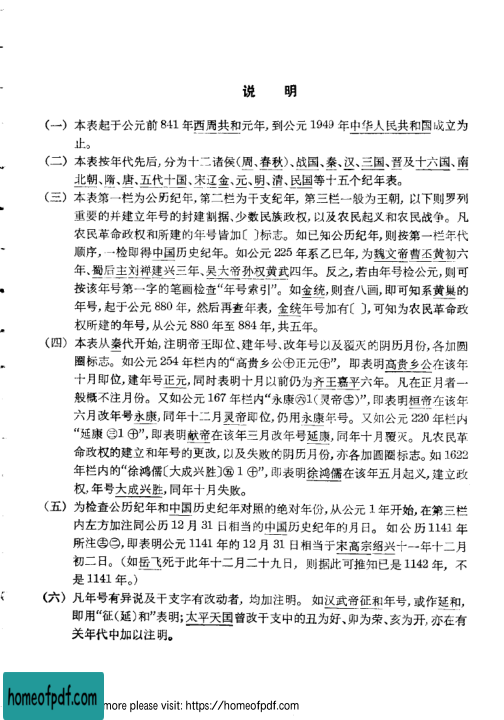 说 明
(一) 本表起于公元前 841 年西周共和元年, 到公元 1949 年中华人民共和国成立为
止。
(二) 本表按年代先后, 分为十二诸侯(周、春秋)、战国、秦、汉、三国、晋及十六国、南
北朝、隋、唐、五代十国、宋辽金、元、明、清、民国等十五个纪年表。
(三) 本表第一栏为公历纪年, 第二栏为干支纪年, 第三栏一般为王朝, 以下则罗列
重要的并建立年号的封建割据、少数民族政权, 以及农民起义和农民战争。凡
农民革命政权和所建的年号皆加〔 〕标志。如已知公历纪年, 则按第一栏年代
顺序, 一检即得中国历史纪年。如公元 225 年系乙巳年, 为魏文帝曹丕黄初六
年、蜀后主刘禅建兴三年、吴大帝孙权黄武四年。反之, 若由年号检公元, 则可
按该年号第一字的笔画检查“年号索引”。如金统, 则查八画, 即可知系黄巢的
年号, 起于公元 880 年, 然后再查年表, 金统年号加有〔 〕, 可知为农民革命政
权所建的年号, 从公元 880 年至 884 年, 共五年。
(四) 本表从秦代开始, 注明帝王即位、建年号、改年号以及覆灭的阴历月份, 各加圆
圈标志。如公元 254 年栏内的“高贵乡公㊉正元㊉”, 即表明高贵乡公在该年
十月即位, 建年号正元, 同时表明十月以前仍为齐王嘉平六年。凡在正月者一
般概不注月份。又如公元 167 年栏内“永康㊅1(灵帝)”, 即表明桓帝在该年
六月改年号永康, 同年十二月灵帝即位, 仍用永康年号。又如公元 220 年栏内
“延康 ㊂1 ㊉”, 即表明献帝在该年三月改年号延康, 同年十月覆灭。凡农民革
命政权的建立和年号的更改, 以及失败的阴历月份, 亦各加圆圈标志。如 1622
年栏内的“徐鸿儒〔大成兴胜〕㊄ 1 ㊉”, 即表明徐鸿儒在该年五月起义, 建立政
权, 年号大成兴胜, 同年十月失败。
(五) 为检查公历纪年和中国历史纪年对照的绝对年份, 从公元 1 年开始, 在第三栏
内左方加注同公历 12 月 31 日相当的中国历史纪年的月日。如公历 1141 年
所注㊁, 即表明公元 1141 年的 12 月 31 日相当于宋高宗绍兴十一年十二月
初二日。(如岳飞死于此年十二月二十九日, 则据此可推知已是 1142 年, 不
是 1141 年。)
(六) 凡年号有异说及干支字有改动者, 均加注明。如汉武帝征和年号, 或作延和,
即用“征(延)和”表明; 太平天国曾改干支中的丑为好、卯为荣、亥为开, 亦在有
关年代中加以注明。
homeofpdf.com
more please visit: https://homeofpdf.com